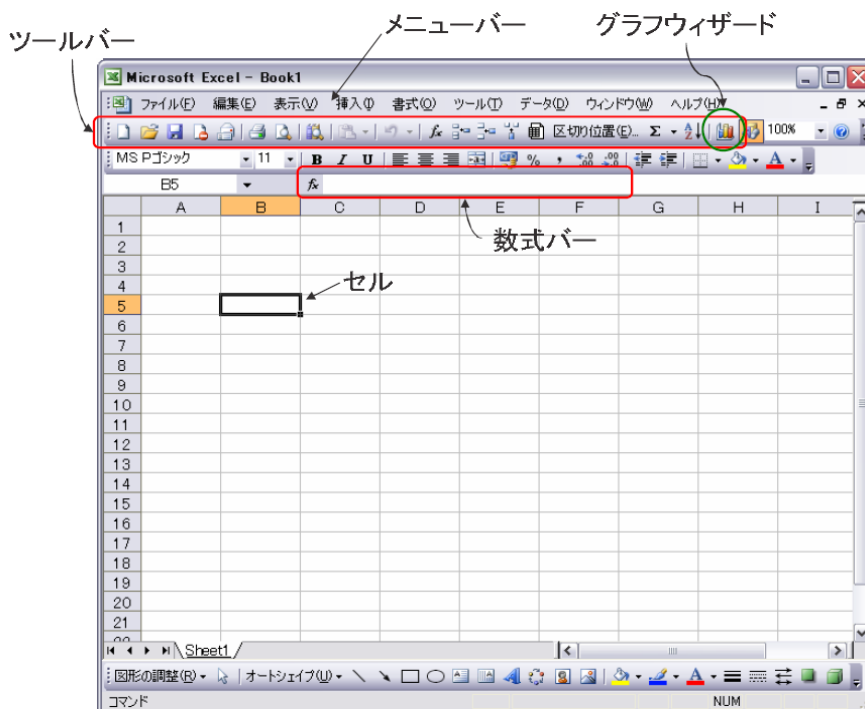 ツールバー
メニューバー
グラフウィザード
Microsoft Excel - Book1
ファイル(F) 編集(E) 表示(V) 挿入(I) 書式(O) ツール(T) データ(D) ウィンドウ(W) ヘルプ(H)
fx 区切り位置(E)... Σ 100%
MS Pゴシック 11 B I U % , A
B5 fx
A B C D E F G H I
1
2
数式バー
3
4
セル
5
6
7
8
9
10
11
12
13
14
15
16
17
18
19
20
21
Sheet1
図形の調整(R) オートシェイプ(U) A A
コマンド NUM